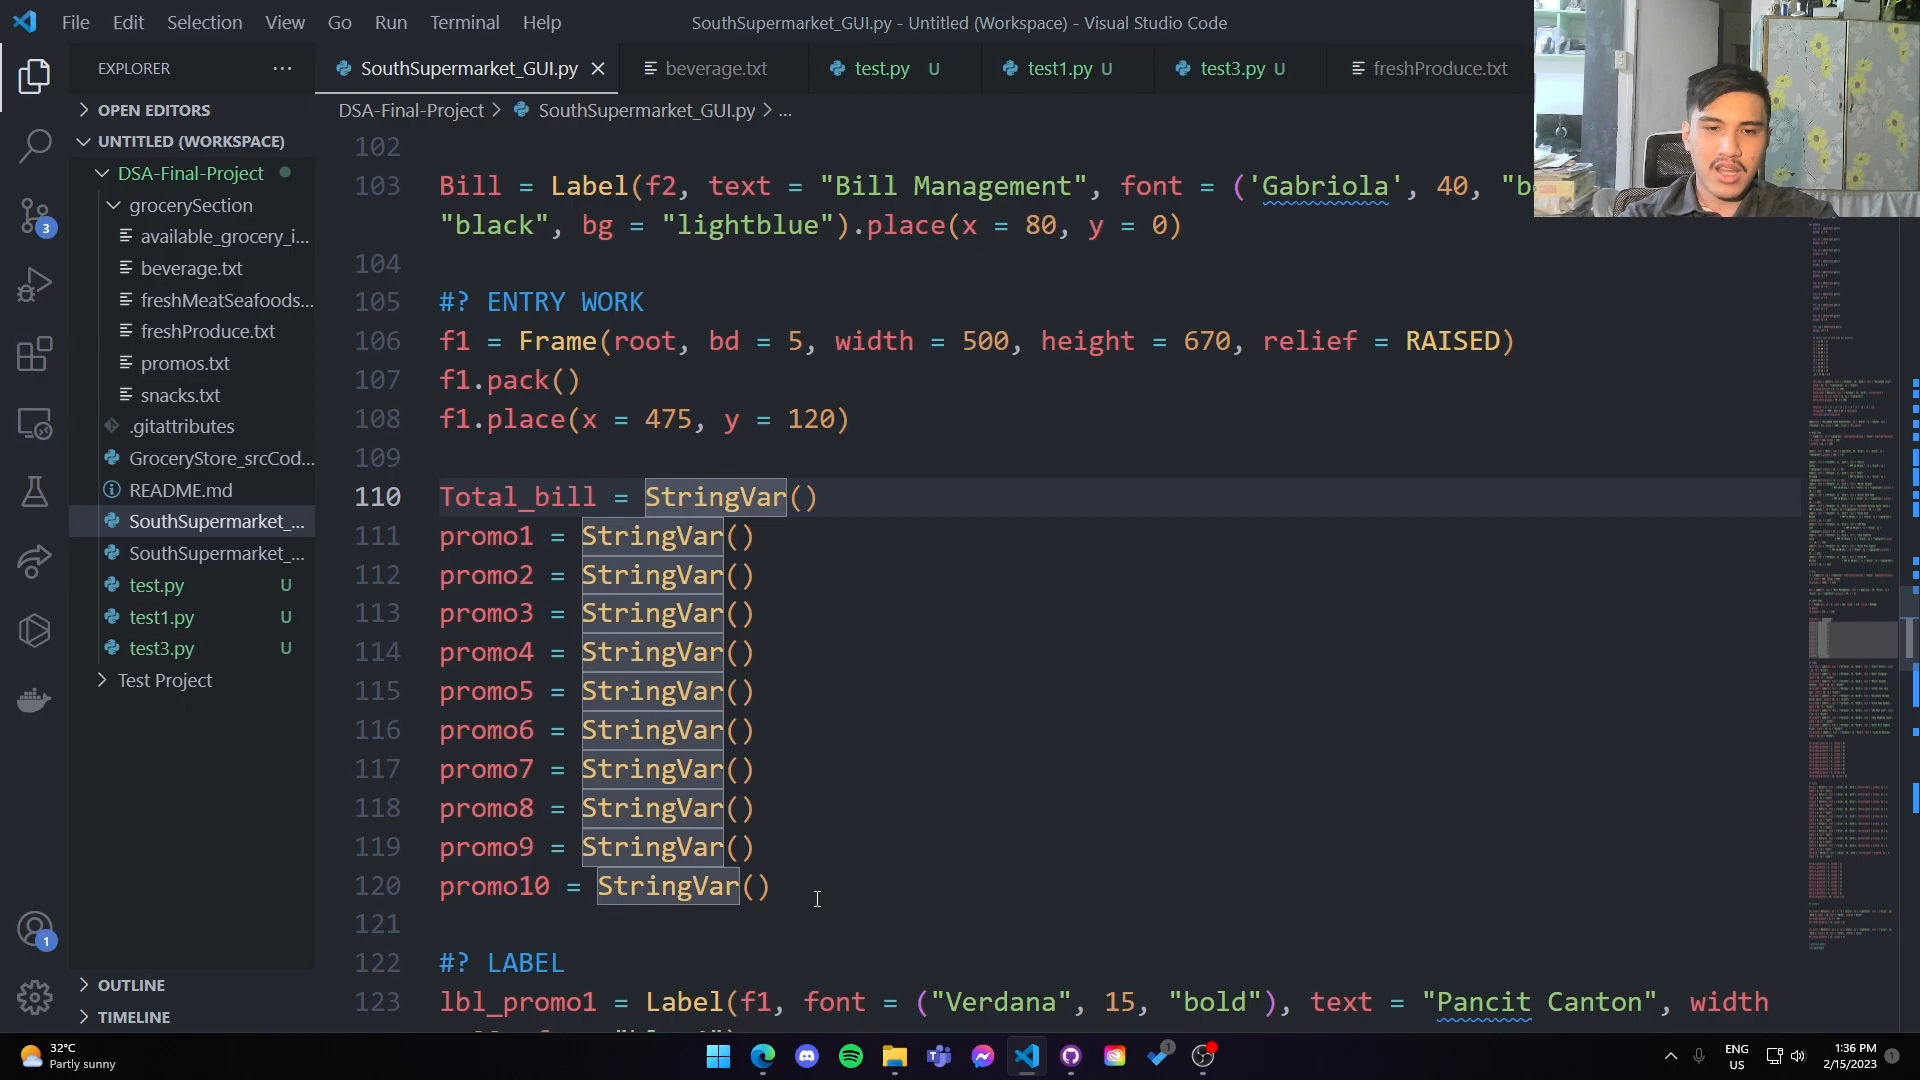 File Edit Selection View Go Run Terminal Help
SouthSupermarket_GUI.py - Untitled (Workspace) - Visual Studio Code
EXPLORER
SouthSupermarket_GUI.py
beverage.txt
test.py U
test1.py U
test3.py U
freshProduce.txt
OPEN EDITORS
UNTITLED (WORKSPACE)
DSA-Final-Project
grocerySection
available_grocery_i...
beverage.txt
freshMeatSeafoods...
freshProduce.txt
promos.txt
snacks.txt
.gitattributes
GroceryStore_srcCod...
README.md
SouthSupermarket_...
SouthSupermarket_...
test.py U
test1.py U
test3.py U
Test Project
OUTLINE
TIMELINE
3
1
DSA-Final-Project > SouthSupermarket_GUI.py > ...
102
103 Bill = Label(f2, text = "Bill Management", font = ('Gabriola', 40, "b
"black", bg = "lightblue").place(x = 80, y = 0)
104
105 #? ENTRY WORK
106 f1 = Frame(root, bd = 5, width = 500, height = 670, relief = RAISED)
107 f1.pack()
108 f1.place(x = 475, y = 120)
109
110 Total_bill = StringVar()
111 promo1 = StringVar()
112 promo2 = StringVar()
113 promo3 = StringVar()
114 promo4 = StringVar()
115 promo5 = StringVar()
116 promo6 = StringVar()
117 promo7 = StringVar()
118 promo8 = StringVar()
119 promo9 = StringVar()
120 promo10 = StringVar()
121
122 #? LABEL
123 lbl_promo1 = Label(f1, font = ("Verdana", 15, "bold"), text = "Pancit Canton", width
32°C
Partly sunny
1
ENG
US
1:36 PM
2/15/2023
1